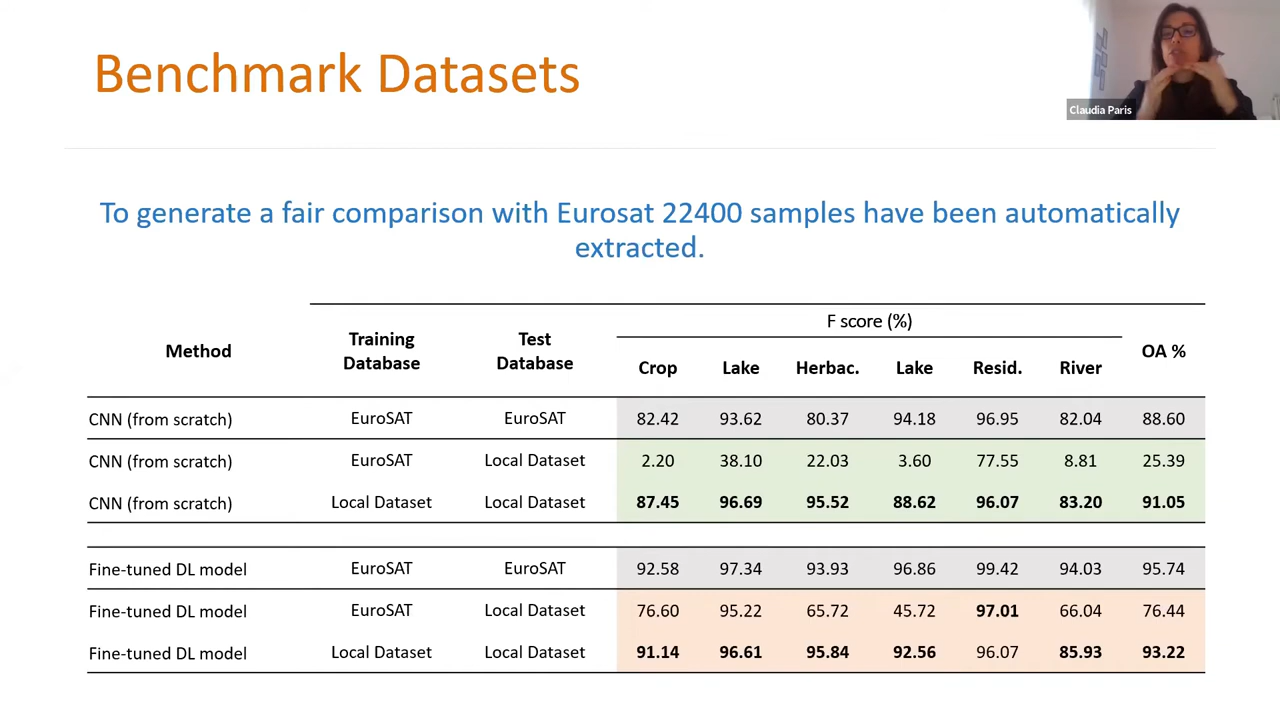 Benchmark Datasets
Claudia Paris
To generate a fair comparison with Eurosat 22400 samples have been automatically
extracted.
Method Training Database Test Database F score (%) OA %
Crop Lake Herbac. Lake Resid. River
CNN (from scratch) EuroSAT EuroSAT 82.42 93.62 80.37 94.18 96.95 82.04 88.60
CNN (from scratch) EuroSAT Local Dataset 2.20 38.10 22.03 3.60 77.55 8.81 25.39
CNN (from scratch) Local Dataset Local Dataset 87.45 96.69 95.52 88.62 96.07 83.20 91.05
Fine-tuned DL model EuroSAT EuroSAT 92.58 97.34 93.93 96.86 99.42 94.03 95.74
Fine-tuned DL model EuroSAT Local Dataset 76.60 95.22 65.72 45.72 97.01 66.04 76.44
Fine-tuned DL model Local Dataset Local Dataset 91.14 96.61 95.84 92.56 96.07 85.93 93.22